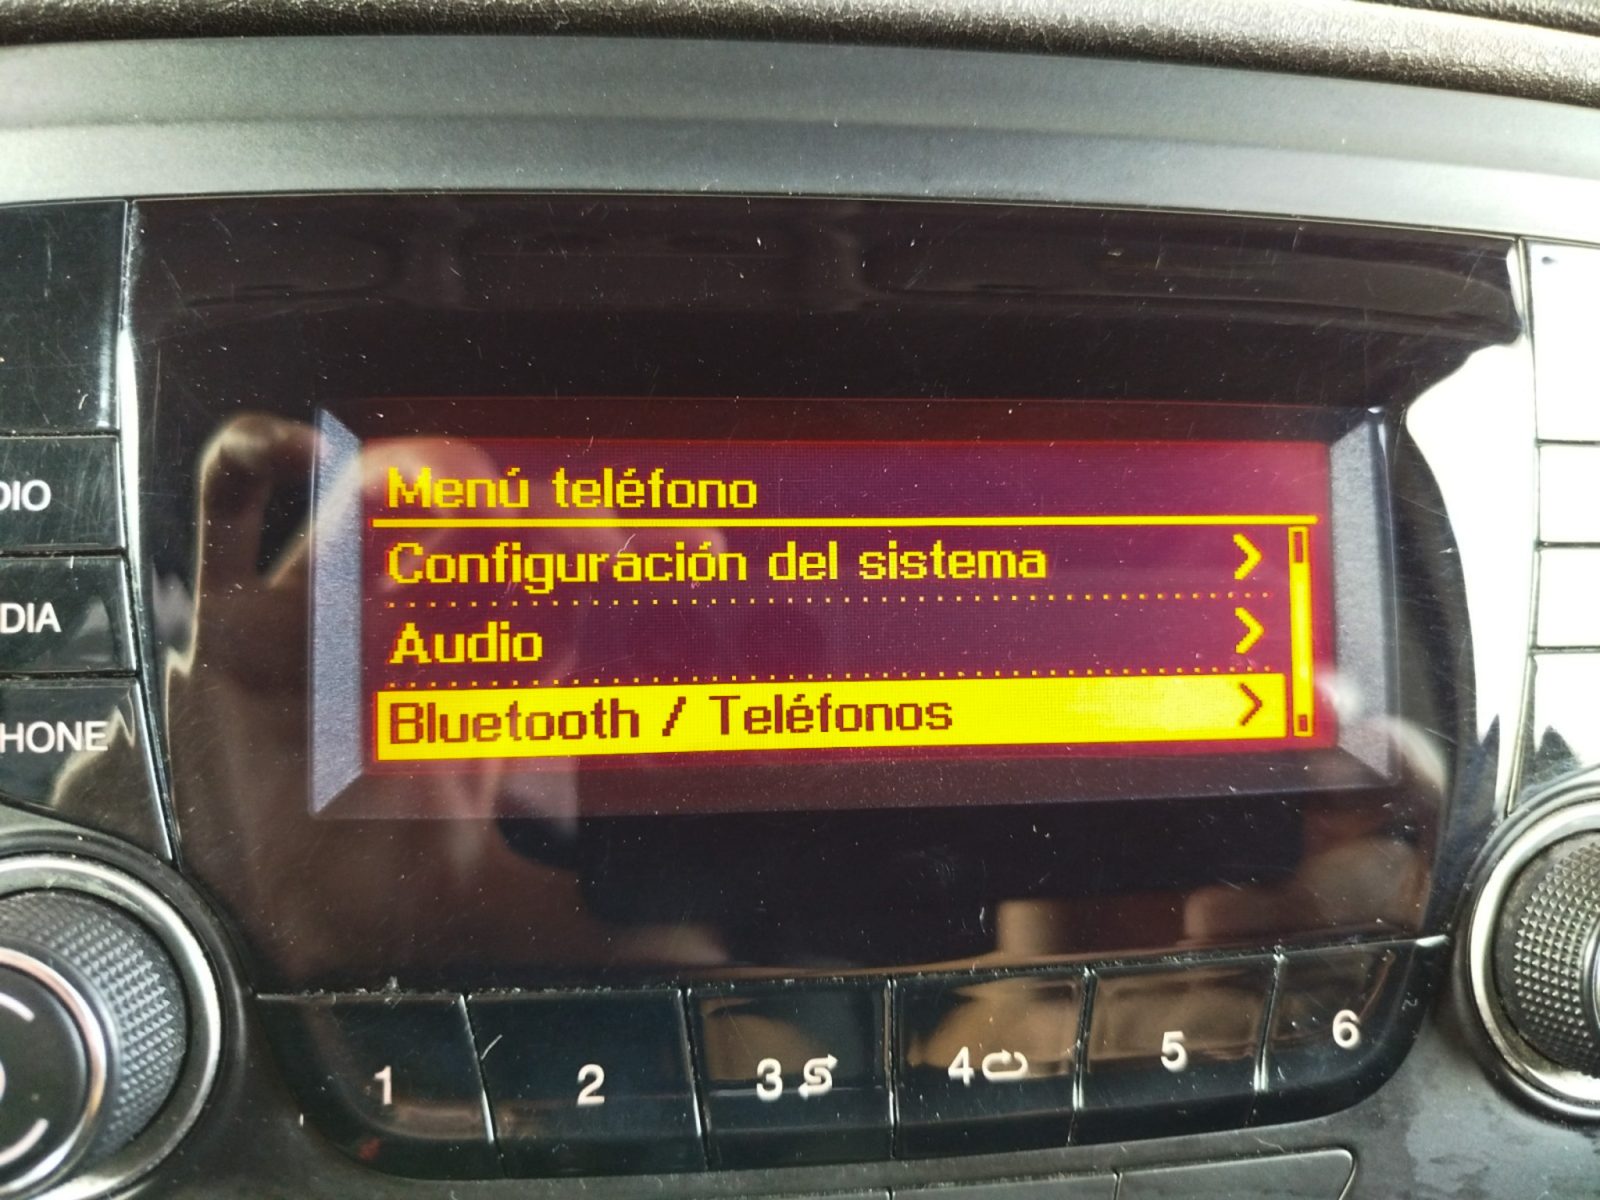 Menú teléfono
Configuración del sistema
Audio
Bluetooth / Teléfonos
DIO
DIA
HONE
1
2
3
4
5
6